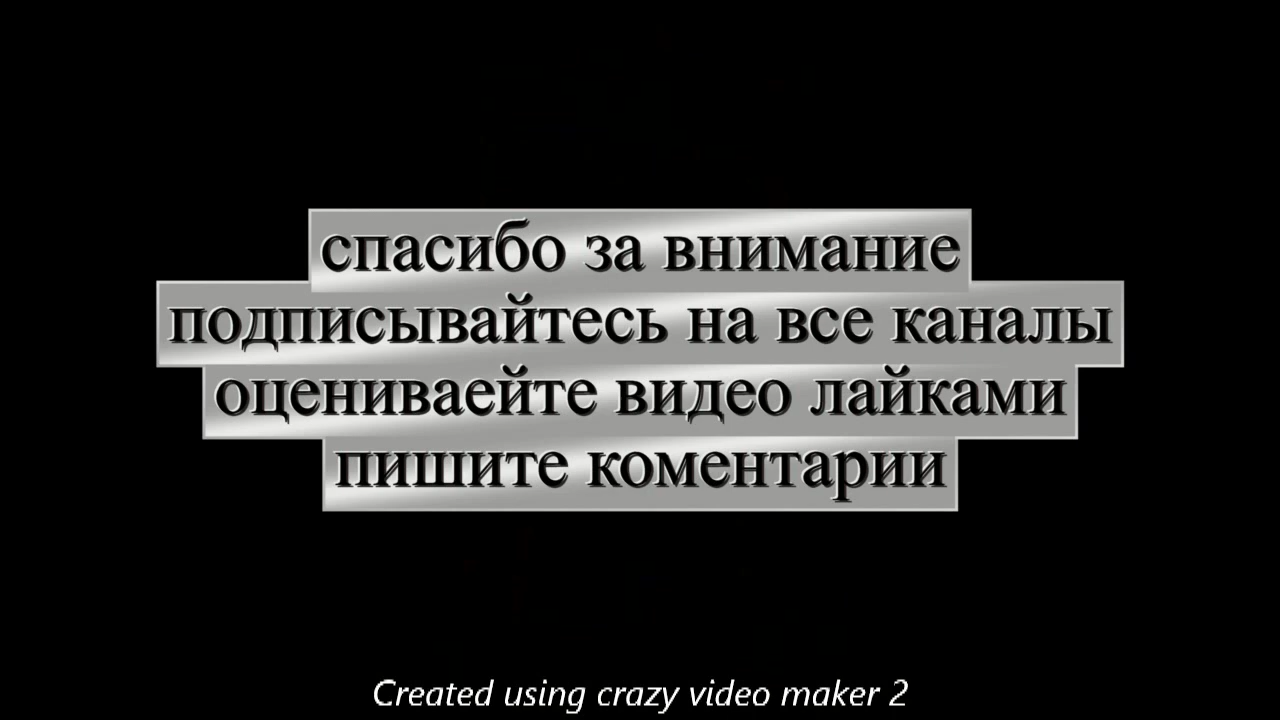 спасибо за внимание
подписывайтесь на все каналы
оцениваейте видео лайками
пишите коментарии
Created using crazy video maker 2